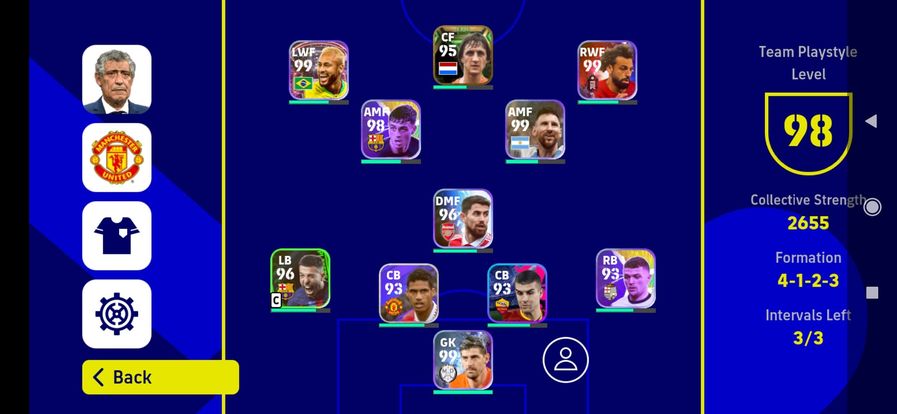 LWF
99
CF
95
RWF
99
AMF
98
AMF
99
DMF
96
LB
96
C
CB
93
CB
93
RB
93
GK
99
MANCHESTER
UNITED
Back
Team Playstyle
Level
98
Collective Strength
2655
Formation
4-1-2-3
Intervals Left
3/3